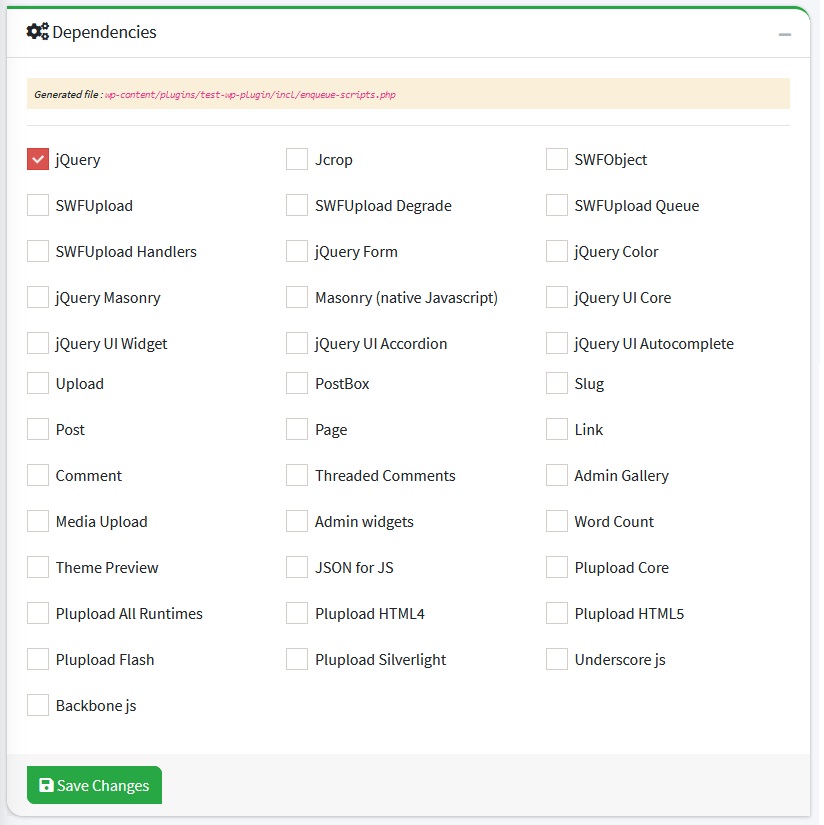 Dependencies
Generated file : wp-content/plugins/test-wp-plugin/incl/enqueue-scripts.php
jQuery Jcrop SWFObject
SWFUpload SWFUpload Degrade SWFUpload Queue
SWFUpload Handlers jQuery Form jQuery Color
jQuery Masonry Masonry (native Javascript) jQuery UI Core
jQuery UI Widget jQuery UI Accordion jQuery UI Autocomplete
Upload PostBox Slug
Post Page Link
Comment Threaded Comments Admin Gallery
Media Upload Admin widgets Word Count
Theme Preview JSON for JS Plupload Core
Plupload All Runtimes Plupload HTML4 Plupload HTML5
Plupload Flash Plupload Silverlight Underscore js
Backbone js
Save Changes